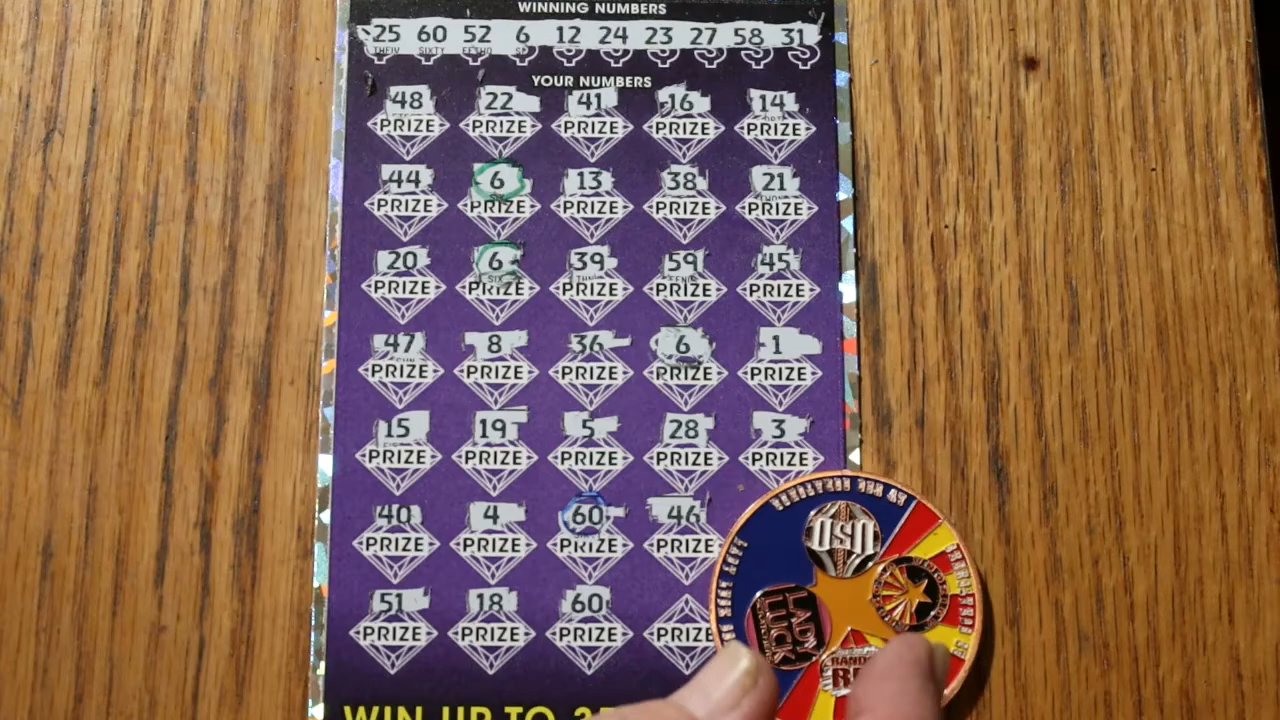 WINNING NUMBERS
25 60 52 6 12 24 23 27 58 31
SIXTY
YOUR NUMBERS
48 22 41 16 14
PRIZE PRIZE PRIZE PRIZE PRIZE
44 6 13 38 21
PRIZE PRIZE PRIZE PRIZE PRIZE
20 6 39 59 45
SIX
PRIZE PRIZE PRIZE PRIZE PRIZE
47 8 36 6 1
PRIZE PRIZE PRIZE PRIZE PRIZE
15 19 5 28 3
PRIZE PRIZE PRIZE PRIZE PRIZE
40 4 60 46
PRIZE PRIZE PRIZE PRIZE
51 18 60
PRIZE PRIZE PRIZE PRIZE
WIN UP TO
DSD
LADY
LUCK